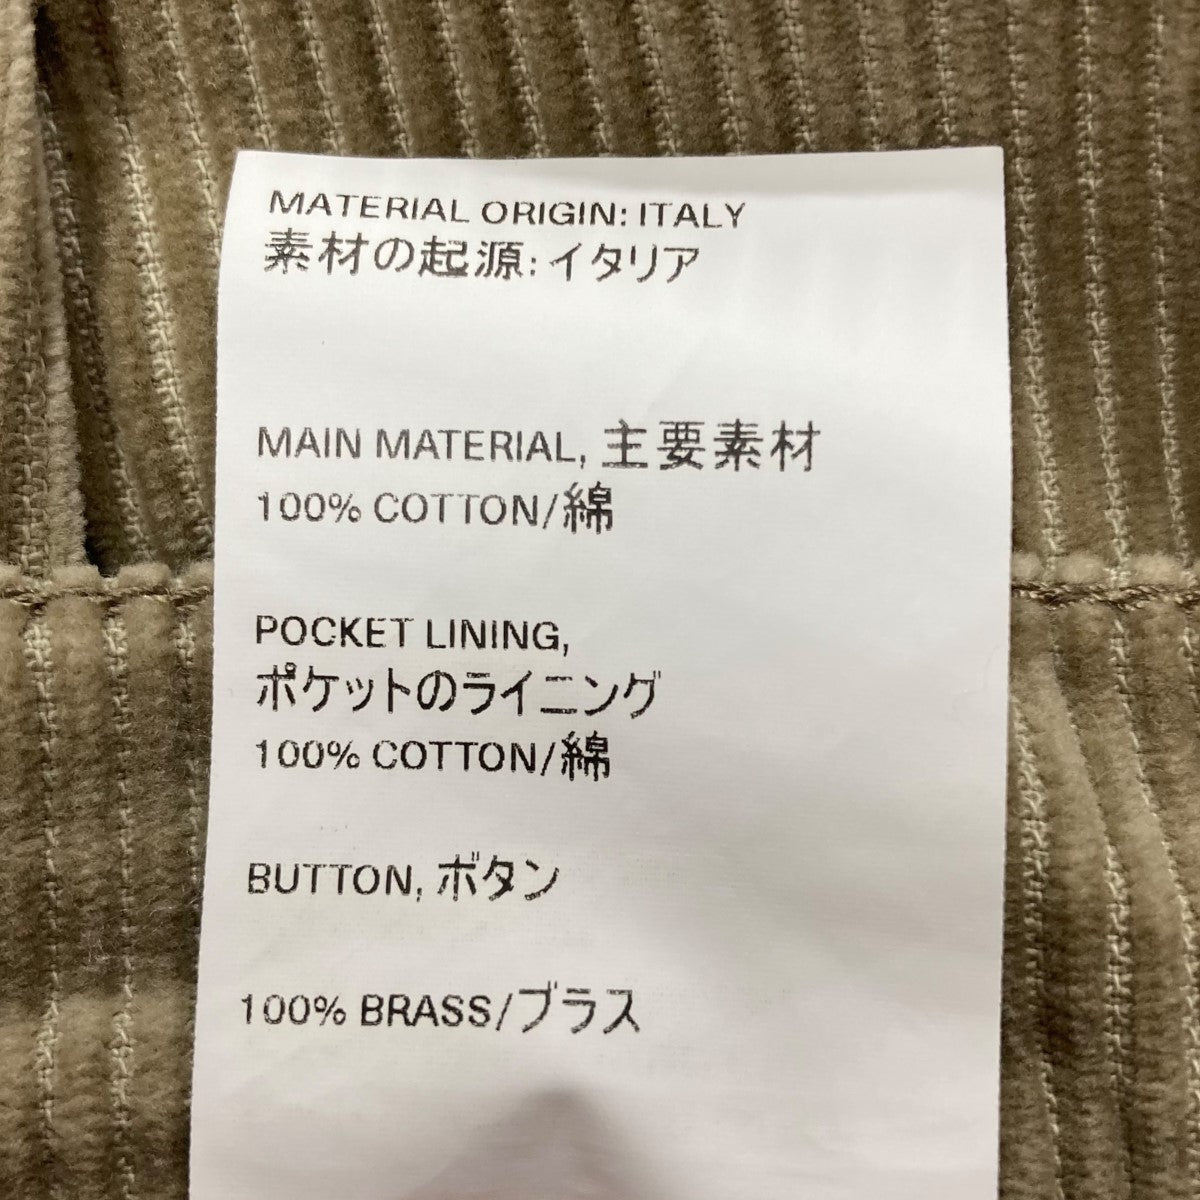 MATERIAL ORIGIN: ITALY
素材の起源: イタリア
MAIN MATERIAL, 主要素材
100% COTTON/綿
POCKET LINING,
ポケットのライニング
100% COTTON/綿
BUTTON, ボタン
100% BRASS/ブラス